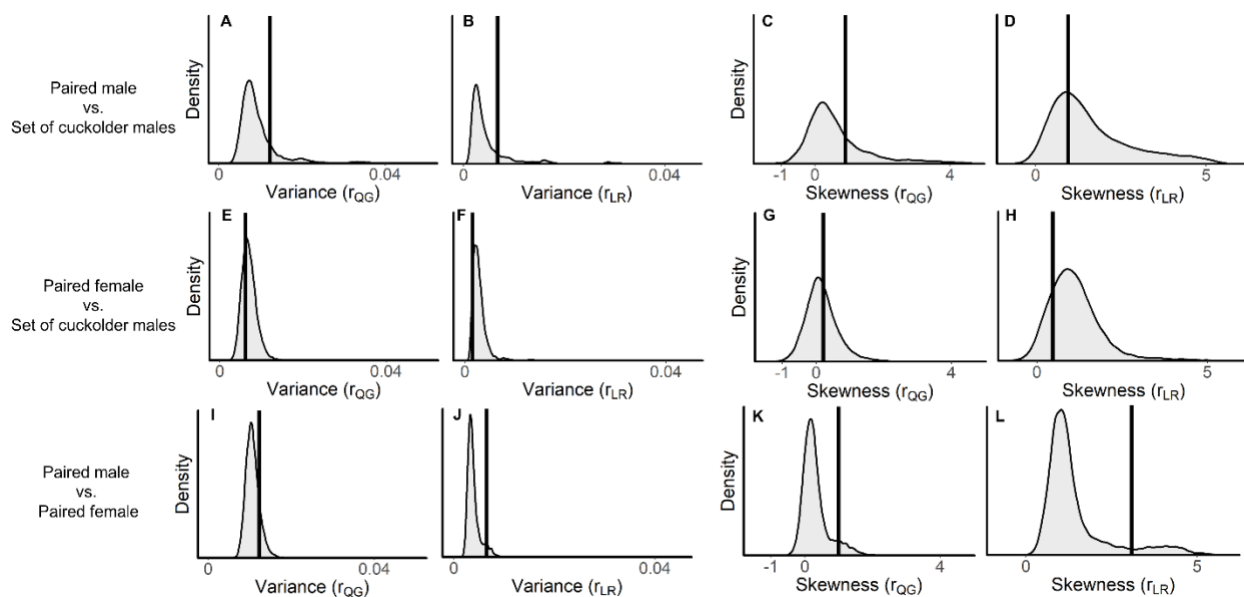 A
B
C
D
Paired male
vs.
Set of cuckolder males
Density
Density
0
0.04
0
0.04
-1
0
4
0
5
Variance (rQG)
Variance (rLR)
Skewness (rQG)
Skewness (rLR)
E
F
G
H
Paired female
vs.
Set of cuckolder males
Density
Density
0
0.04
0
0.04
-1
0
4
0
5
Variance (rQG)
Variance (rLR)
Skewness (rQG)
Skewness (rLR)
I
J
K
L
Paired male
vs.
Paired female
Density
Density
0
0.04
0
0.04
-1
0
4
0
5
Variance (rQG)
Variance (rLR)
Skewness (rQG)
Skewness (rLR)